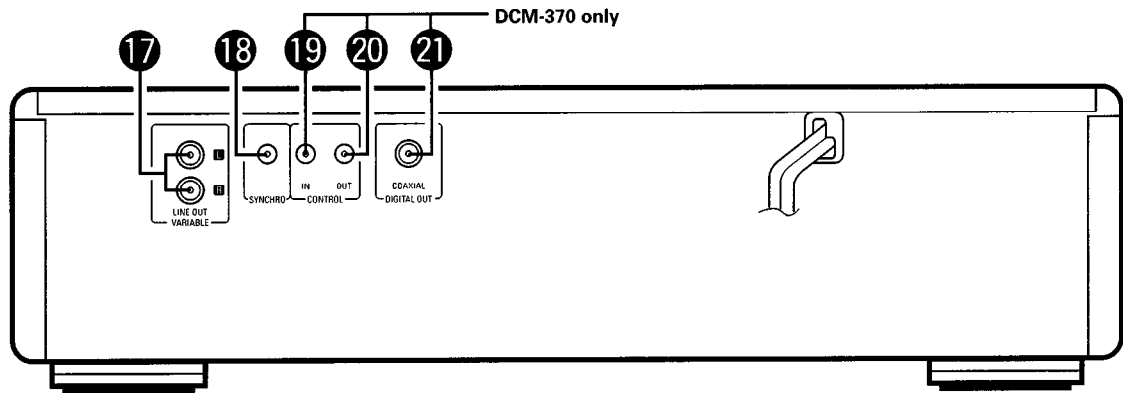 DCM-370 only
17 18 19 20 21
L
R
LINE OUT
VARIABLE
SYNCHRO
IN OUT
CONTROL
COAXIAL
DIGITAL OUT